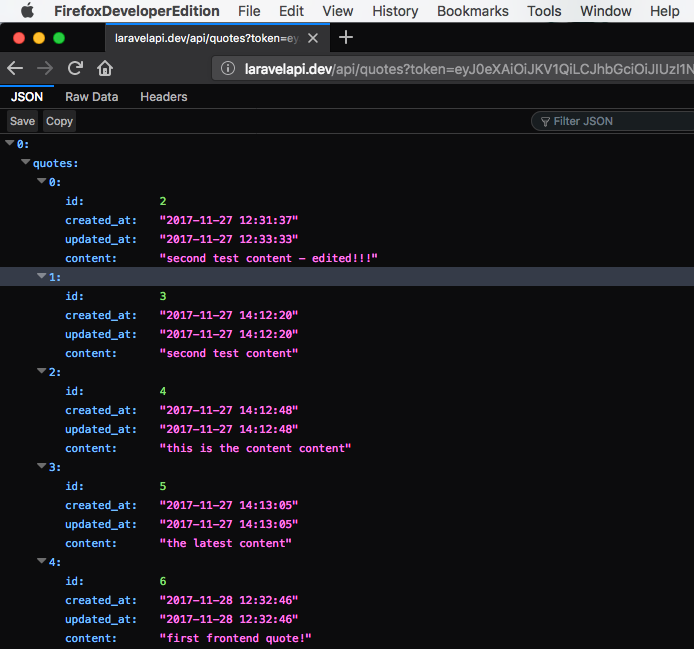 FirefoxDeveloperEdition File Edit View History Bookmarks Tools Window Help
laravelapi.dev/api/quotes?token=ey
laravelapi.dev/api/quotes?token=eyJ0eXAiOiJKV1QiLCJhbGciOiJIUzI1N
JSON Raw Data Headers
Save Copy Filter JSON
0:
quotes:
0:
id: 2
created_at: "2017-11-27 12:31:37"
updated_at: "2017-11-27 12:33:33"
content: "second test content – edited!!!"
1:
id: 3
created_at: "2017-11-27 14:12:20"
updated_at: "2017-11-27 14:12:20"
content: "second test content"
2:
id: 4
created_at: "2017-11-27 14:12:48"
updated_at: "2017-11-27 14:12:48"
content: "this is the content content"
3:
id: 5
created_at: "2017-11-27 14:13:05"
updated_at: "2017-11-27 14:13:05"
content: "the latest content"
4:
id: 6
created_at: "2017-11-28 12:32:46"
updated_at: "2017-11-28 12:32:46"
content: "first frontend quote!"